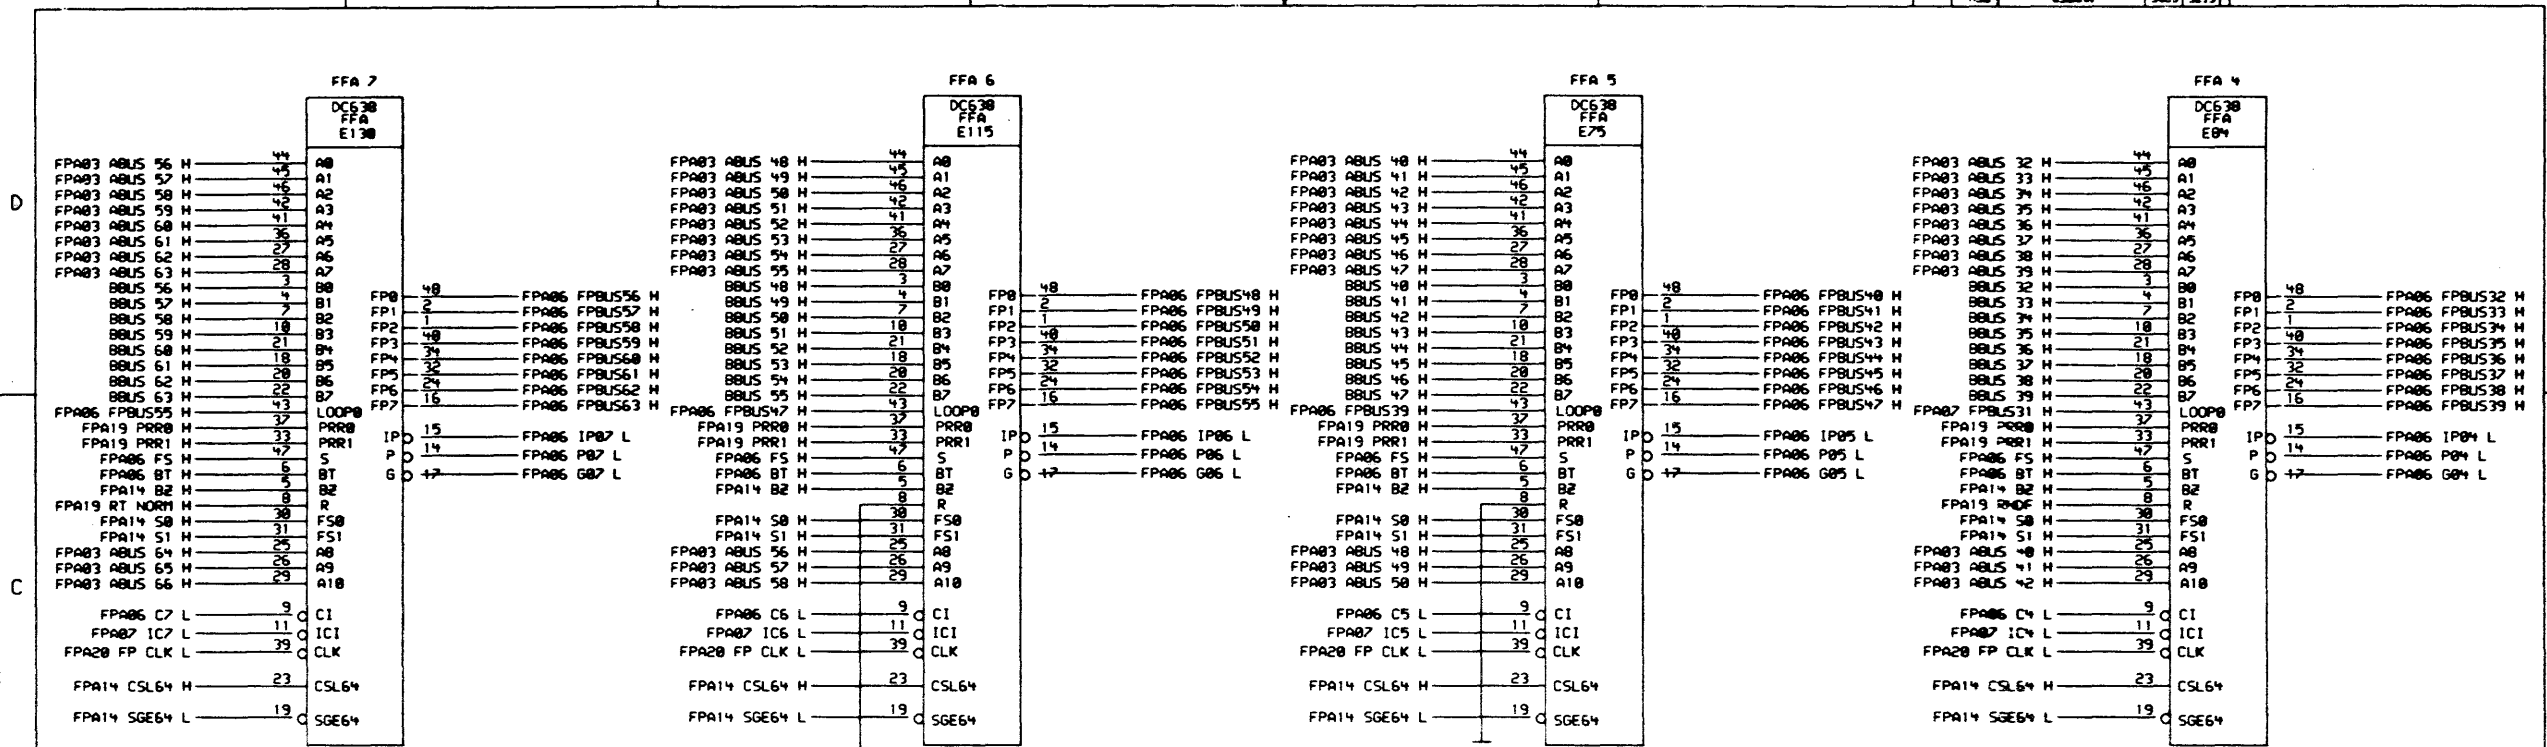 FFA 7
DC630
FFA
E130
FPA03 ABUS 56 H 44 A0
FPA03 ABUS 57 H 45 A1
FPA03 ABUS 58 H 46 A2
FPA03 ABUS 59 H 42 A3
FPA03 ABUS 60 H 41 A4
FPA03 ABUS 61 H 36 A5
FPA03 ABUS 62 H 27 A6
FPA03 ABUS 63 H 28 A7
BBUS 56 H 3 B0
BBUS 57 H 4 B1
BBUS 58 H 7 B2
BBUS 59 H 10 B3
BBUS 60 H 21 B4
BBUS 61 H 18 B5
BBUS 62 H 20 B6
BBUS 63 H 22 B7
FPA06 FPBUS55 H 43 LOOP0
FPA19 PRR0 H 37 PRR0
FPA19 PRR1 H 33 PRR1
FPA06 FS H 47 S
FPA06 BT H 6 BT
FPA14 BZ H 5 BZ
FPA19 RT NORM H 8 R
FPA14 S0 H 30 FS0
FPA14 S1 H 31 FS1
FPA03 ABUS 64 H 25 A8
FPA03 ABUS 65 H 26 A9
FPA03 ABUS 66 H 29 A10
FPA06 C7 L 9 CI
FPA07 IC7 L 11 ICI
FPA20 FP CLK L 39 CLK
FPA14 CSL64 H 23 CSL64
FPA14 SGE64 L 19 SGE64
FP0 48 FPA06 FPBUS56 H
FP1 2 FPA06 FPBUS57 H
FP2 1 FPA06 FPBUS58 H
FP3 40 FPA06 FPBUS59 H
FP4 34 FPA06 FPBUS60 H
FP5 32 FPA06 FPBUS61 H
FP6 24 FPA06 FPBUS62 H
FP7 16 FPA06 FPBUS63 H
IP 15 FPA06 IP07 L
P 14 FPA06 P07 L
G 17 FPA06 G07 L
FFA 6
DC630
FFA
E115
FPA03 ABUS 48 H 44 A0
FPA03 ABUS 49 H 45 A1
FPA03 ABUS 50 H 46 A2
FPA03 ABUS 51 H 42 A3
FPA03 ABUS 52 H 41 A4
FPA03 ABUS 53 H 36 A5
FPA03 ABUS 54 H 27 A6
FPA03 ABUS 55 H 28 A7
BBUS 48 H 3 B0
BBUS 49 H 4 B1
BBUS 50 H 7 B2
BBUS 51 H 10 B3
BBUS 52 H 21 B4
BBUS 53 H 18 B5
BBUS 54 H 20 B6
BBUS 55 H 22 B7
FPA06 FPBUS47 H 43 LOOP0
FPA19 PRR0 H 37 PRR0
FPA19 PRR1 H 33 PRR1
FPA06 FS H 47 S
FPA06 BT H 6 BT
FPA14 BZ H 5 BZ
8 R
FPA14 S0 H 30 FS0
FPA14 S1 H 31 FS1
FPA03 ABUS 56 H 25 A8
FPA03 ABUS 57 H 26 A9
FPA03 ABUS 58 H 29 A10
FPA06 C6 L 9 CI
FPA07 IC6 L 11 ICI
FPA20 FP CLK L 39 CLK
FPA14 CSL64 H 23 CSL64
FPA14 SGE64 L 19 SGE64
FP0 48 FPA06 FPBUS48 H
FP1 2 FPA06 FPBUS49 H
FP2 1 FPA06 FPBUS50 H
FP3 40 FPA06 FPBUS51 H
FP4 34 FPA06 FPBUS52 H
FP5 32 FPA06 FPBUS53 H
FP6 24 FPA06 FPBUS54 H
FP7 16 FPA06 FPBUS55 H
IP 15 FPA06 IP06 L
P 14 FPA06 P06 L
G 17 FPA06 G06 L
FFA 5
DC630
FFA
E75
FPA03 ABUS 40 H 44 A0
FPA03 ABUS 41 H 45 A1
FPA03 ABUS 42 H 46 A2
FPA03 ABUS 43 H 42 A3
FPA03 ABUS 44 H 41 A4
FPA03 ABUS 45 H 36 A5
FPA03 ABUS 46 H 27 A6
FPA03 ABUS 47 H 28 A7
BBUS 40 H 3 B0
BBUS 41 H 4 B1
BBUS 42 H 7 B2
BBUS 43 H 10 B3
BBUS 44 H 21 B4
BBUS 45 H 18 B5
BBUS 46 H 20 B6
BBUS 47 H 22 B7
FPA06 FPBUS39 H 43 LOOP0
FPA19 PRR0 H 37 PRR0
FPA19 PRR1 H 33 PRR1
FPA06 FS H 47 S
FPA06 BT H 6 BT
FPA14 BZ H 5 BZ
8 R
FPA14 S0 H 30 FS0
FPA14 S1 H 31 FS1
FPA03 ABUS 48 H 25 A8
FPA03 ABUS 49 H 26 A9
FPA03 ABUS 50 H 29 A10
FPA06 C5 L 9 CI
FPA07 IC5 L 11 ICI
FPA20 FP CLK L 39 CLK
FPA14 CSL64 H 23 CSL64
FPA14 SGE64 L 19 SGE64
FP0 48 FPA06 FPBUS40 H
FP1 2 FPA06 FPBUS41 H
FP2 1 FPA06 FPBUS42 H
FP3 40 FPA06 FPBUS43 H
FP4 34 FPA06 FPBUS44 H
FP5 32 FPA06 FPBUS45 H
FP6 24 FPA06 FPBUS46 H
FP7 16 FPA06 FPBUS47 H
IP 15 FPA06 IP05 L
P 14 FPA06 P05 L
G 17 FPA06 G05 L
FFA 4
DC630
FFA
E84
FPA03 ABUS 32 H 44 A0
FPA03 ABUS 33 H 45 A1
FPA03 ABUS 34 H 46 A2
FPA03 ABUS 35 H 42 A3
FPA03 ABUS 36 H 41 A4
FPA03 ABUS 37 H 36 A5
FPA03 ABUS 38 H 27 A6
FPA03 ABUS 39 H 28 A7
BBUS 32 H 3 B0
BBUS 33 H 4 B1
BBUS 34 H 7 B2
BBUS 35 H 10 B3
BBUS 36 H 21 B4
BBUS 37 H 18 B5
BBUS 38 H 20 B6
BBUS 39 H 22 B7
FPA07 FPBUS31 H 43 LOOP0
FPA19 PRR0 H 37 PRR0
FPA19 PRR1 H 33 PRR1
FPA06 FS H 47 S
FPA06 BT H 6 BT
FPA14 BZ H 5 BZ
FPA19 H 8 R
FPA14 S0 H 30 FS0
FPA14 S1 H 31 FS1
FPA03 ABUS 40 H 25 A8
FPA03 ABUS 41 H 26 A9
FPA03 ABUS 42 H 29 A10
FPA06 C4 L 9 CI
FPA07 IC4 L 11 ICI
FPA20 FP CLK L 39 CLK
FPA14 CSL64 H 23 CSL64
FPA14 SGE64 L 19 SGE64
FP0 48 FPA06 FPBUS32 H
FP1 2 FPA06 FPBUS33 H
FP2 1 FPA06 FPBUS34 H
FP3 40 FPA06 FPBUS35 H
FP4 34 FPA06 FPBUS36 H
FP5 32 FPA06 FPBUS37 H
FP6 24 FPA06 FPBUS38 H
FP7 16 FPA06 FPBUS39 H
IP 15 FPA06 IP04 L
P 14 FPA06 P04 L
G 17 FPA06 G04 L
D
C